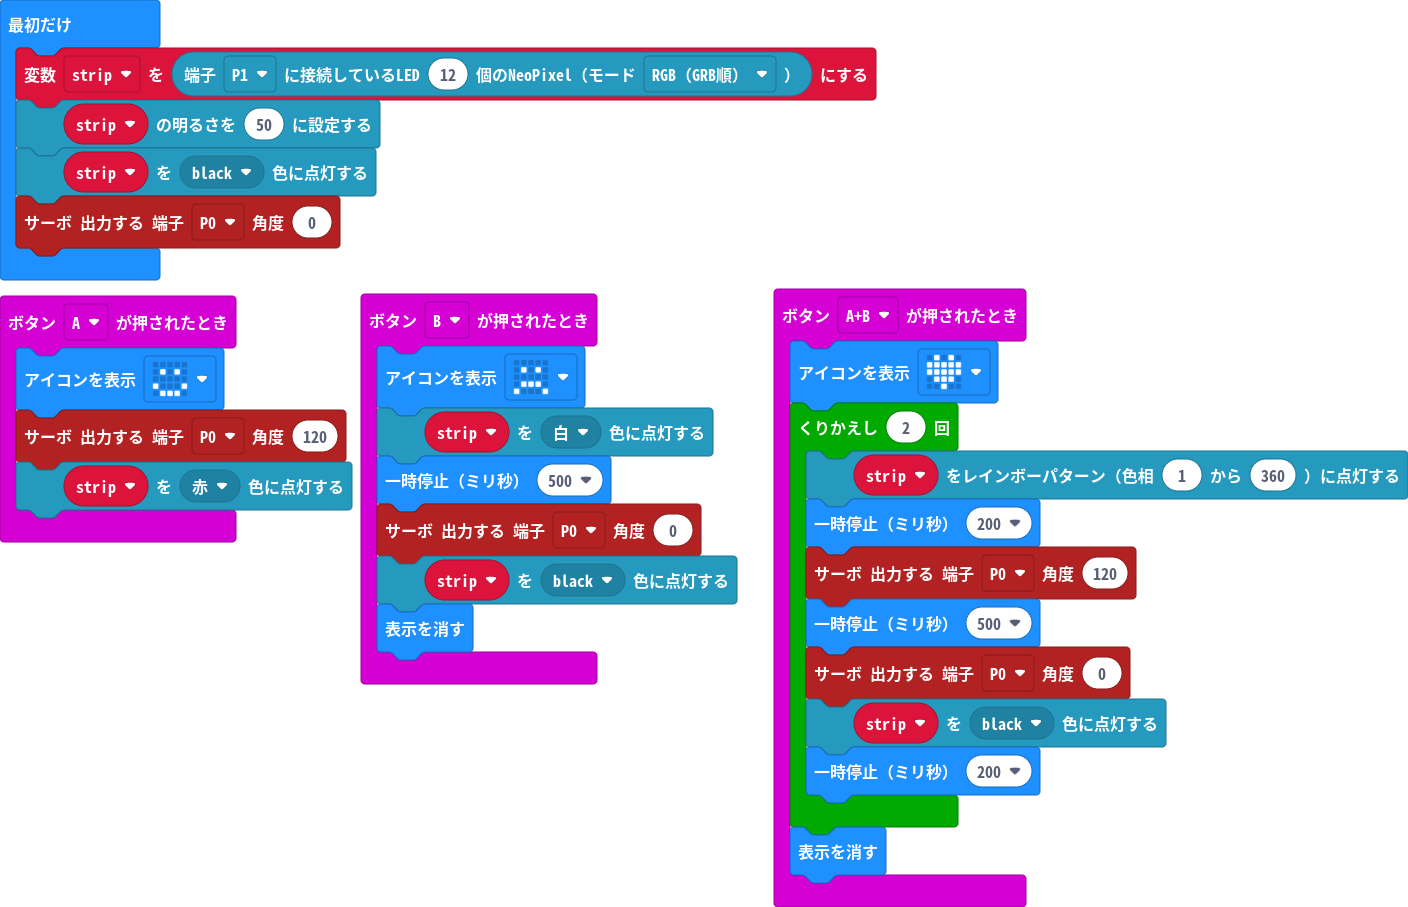 最初だけ
変数 strip を 端子 P1 に接続しているLED 12 個のNeoPixel（モード RGB（GRB順） ） にする
strip の明るさを 50 に設定する
strip を black 色に点灯する
サーボ 出力する 端子 P0 角度 0
ボタン A が押されたとき
アイコンを表示
サーボ 出力する 端子 P0 角度 120
strip を 赤 色に点灯する
ボタン B が押されたとき
アイコンを表示
strip を 白 色に点灯する
一時停止（ミリ秒） 500
サーボ 出力する 端子 P0 角度 0
strip を black 色に点灯する
表示を消す
ボタン A+B が押されたとき
アイコンを表示
くりかえし 2 回
strip をレインボーパターン（色相 1 から 360 ）に点灯する
一時停止（ミリ秒） 200
サーボ 出力する 端子 P0 角度 120
一時停止（ミリ秒） 500
サーボ 出力する 端子 P0 角度 0
strip を black 色に点灯する
一時停止（ミリ秒） 200
表示を消す